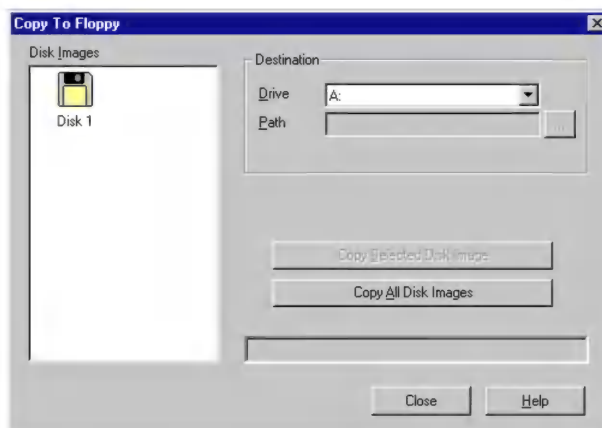 Copy To Floppy
Disk Images
Disk 1
Destination
Drive
A:
Path
...
Copy Selected Disk Image
Copy All Disk Images
Close
Help